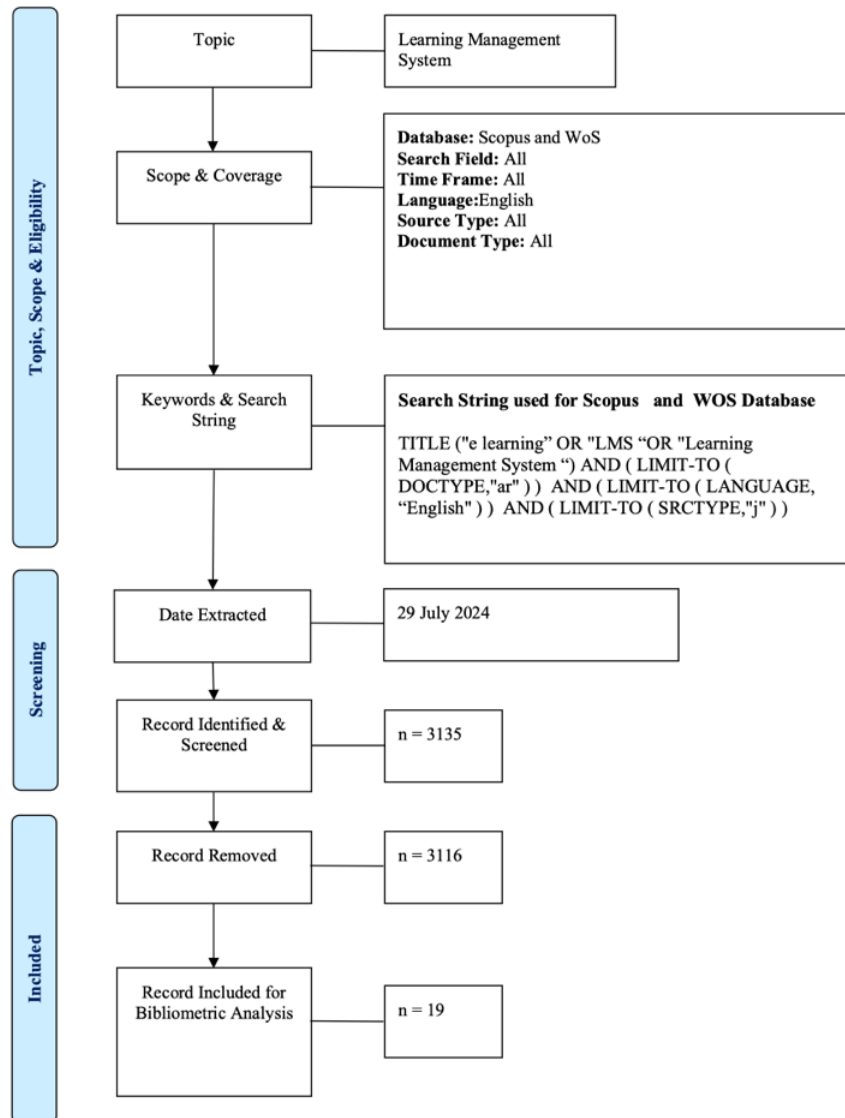 Topic, Scope & Eligibility
Topic
Learning Management
System
Scope & Coverage
Database: Scopus and WoS
Search Field: All
Time Frame: All
Language:English
Source Type: All
Document Type: All
Keywords & Search
String
Search String used for Scopus and WOS Database
TITLE ("e learning” OR "LMS “OR "Learning
Management System “) AND ( LIMIT-TO (
DOCTYPE,"ar" ) ) AND ( LIMIT-TO ( LANGUAGE,
“English" ) ) AND ( LIMIT-TO ( SRCTYPE,"j" ) )
Screening
Date Extracted
29 July 2024
Record Identified &
Screened
n = 3135
Included
Record Removed
n = 3116
Record Included for
Bibliometric Analysis
n = 19